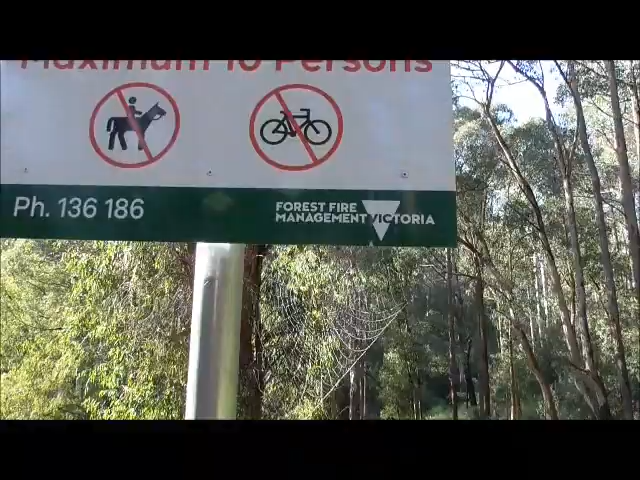 Maximum 10 Persons
Ph. 136 186
FOREST FIRE
MANAGEMENT VICTORIA